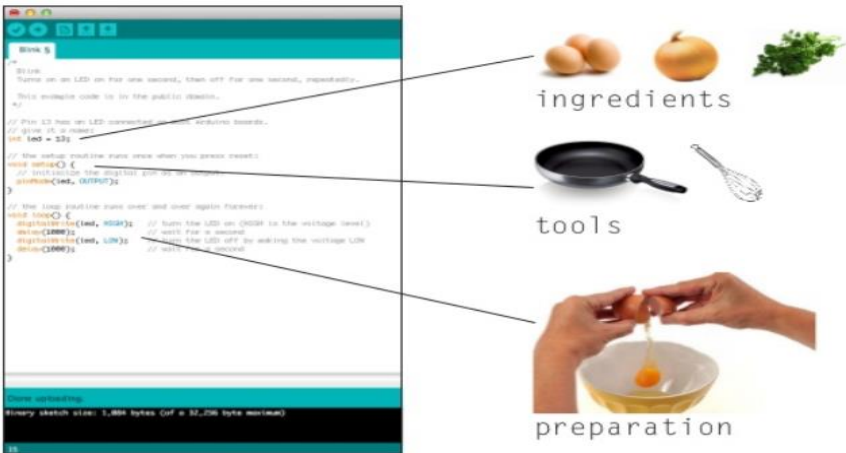 Blink §
/*
Blink
Turns on an LED on for one second, then off for one second, repeatedly.
This example code is in the public domain.
*/
// Pin 13 has an LED connected on most Arduino boards.
// give it a name:
int led = 13;
// the setup routine runs once when you press reset:
void setup() {
// initialize the digital pin as an output.
pinMode(led, OUTPUT);
}
// the loop routine runs over and over again forever:
void loop() {
digitalWrite(led, HIGH); // turn the LED on (HIGH is the voltage level)
delay(1000); // wait for a second
digitalWrite(led, LOW); // turn the LED off by making the voltage LOW
delay(1000); // wait for a second
}
Done uploading.
Binary sketch size: 1,084 bytes (of a 32,256 byte maximum)
ingredients
tools
preparation